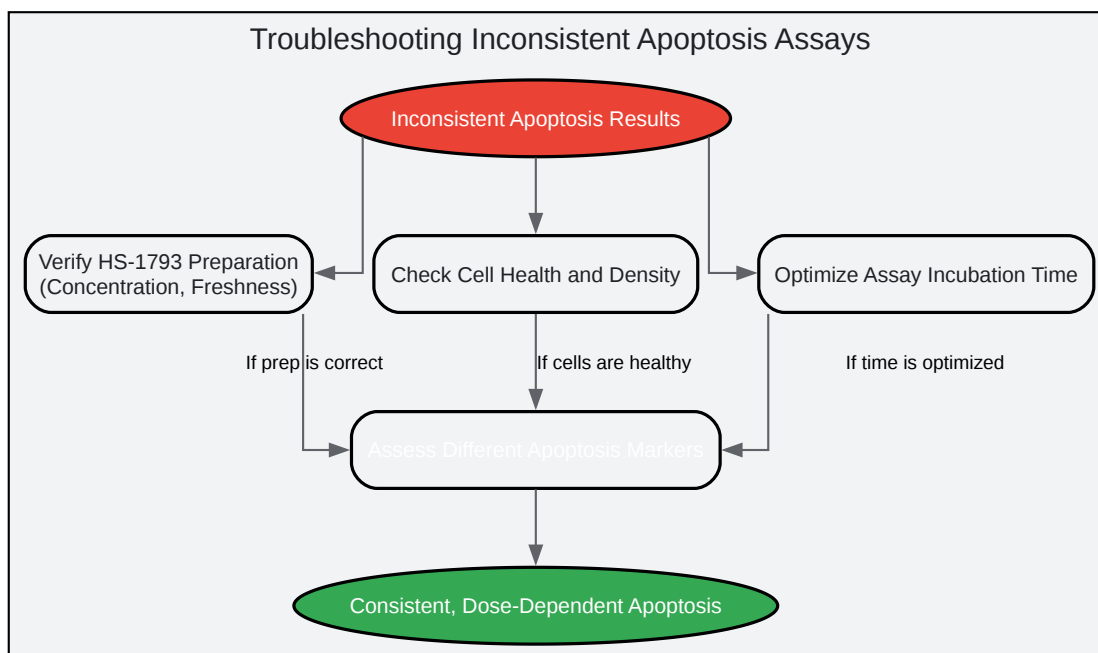 Troubleshooting Inconsistent Apoptosis Assays
Inconsistent Apoptosis Results
Verify HS-1793 Preparation
(Concentration, Freshness)
Check Cell Health and Density
Optimize Assay Incubation Time
If prep is correct
If cells are healthy
If time is optimized
Assess Different Apoptosis Markers
Consistent, Dose-Dependent Apoptosis